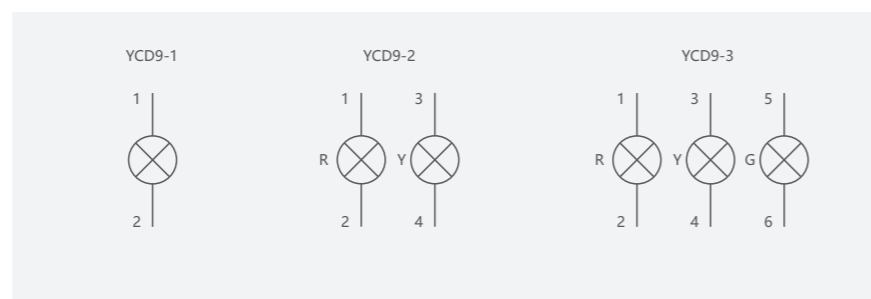 YCD9-1 YCD9-2 YCD9-3
1 1 3 1 3 5
R Y R Y G
2 2 4 2 4 6